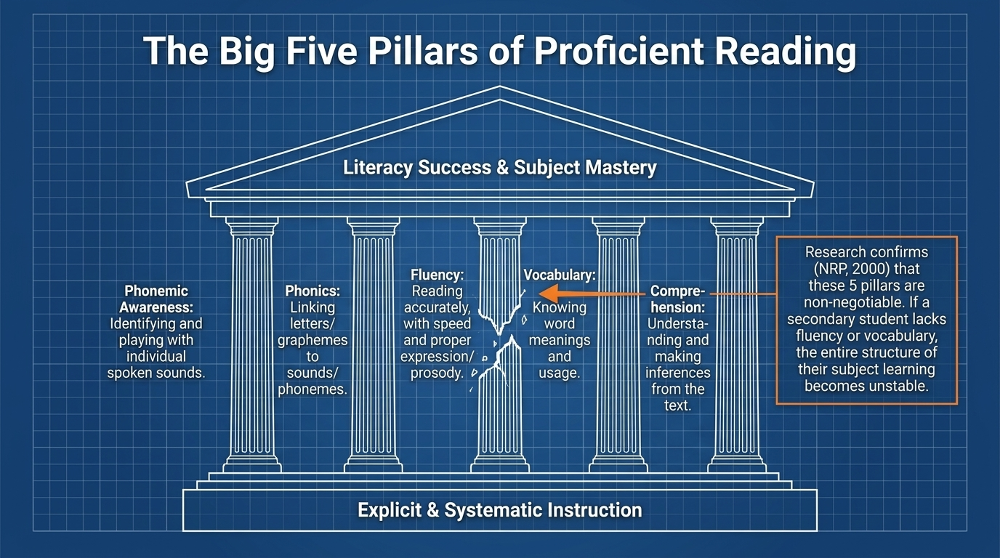 The Big Five Pillars of Proficient Reading
Literacy Success & Subject Mastery
Phonemic
Awareness:
Identifying and
playing with
individual
spoken sounds.
Phonics:
Linking
letters/
graphemes
to
sounds/
phonemes.
Fluency:
Reading
accurately,
with speed
and proper
expression/
prosody.
Vocabulary:
Knowing
word
meanings
and
usage.
Compre-
hension:
Understa-
nding and
making
inferences
from the
text.
Research confirms
(NRP, 2000) that
these 5 pillars are
non-negotiable. If a
secondary student lacks
fluency or vocabulary,
the entire structure of
their subject learning
becomes unstable.
Explicit & Systematic Instruction